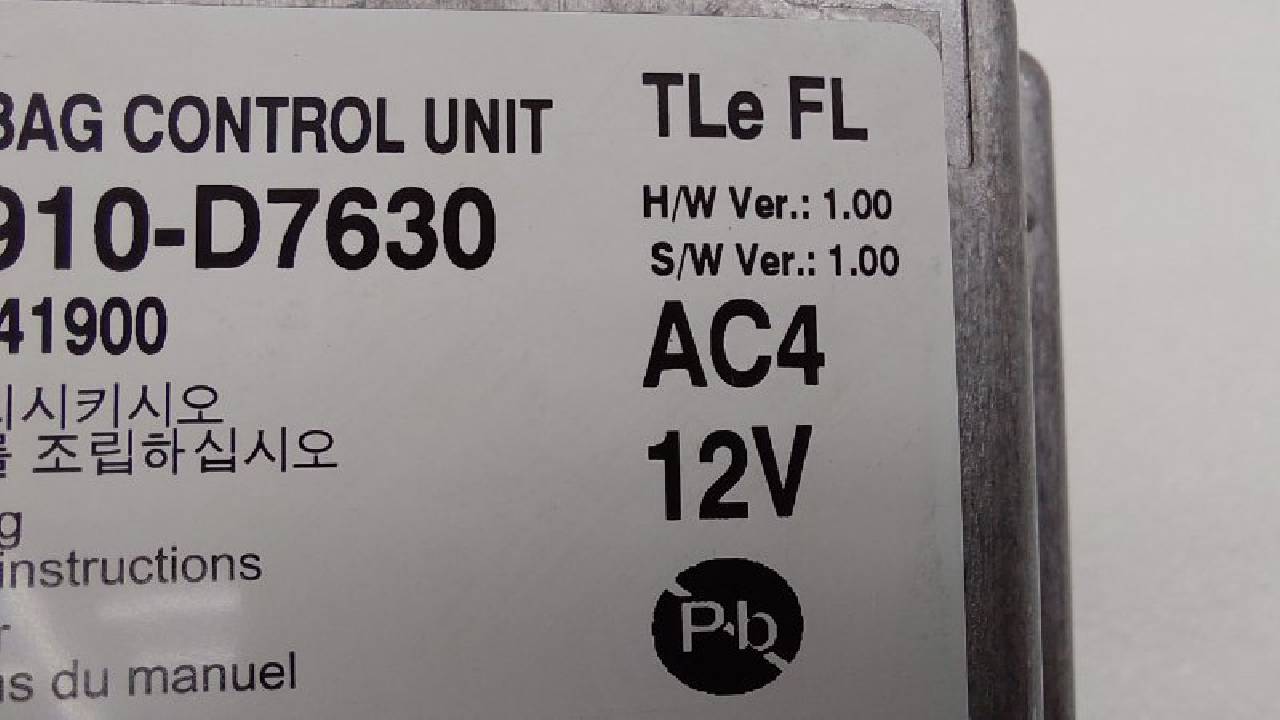 BAG CONTROL UNIT
910-D7630
41900
시키시오
조립하십시오
g
instructions
du manuel
TLe FL
H/W Ver.: 1.00
S/W Ver.: 1.00
AC4
12V
Pb